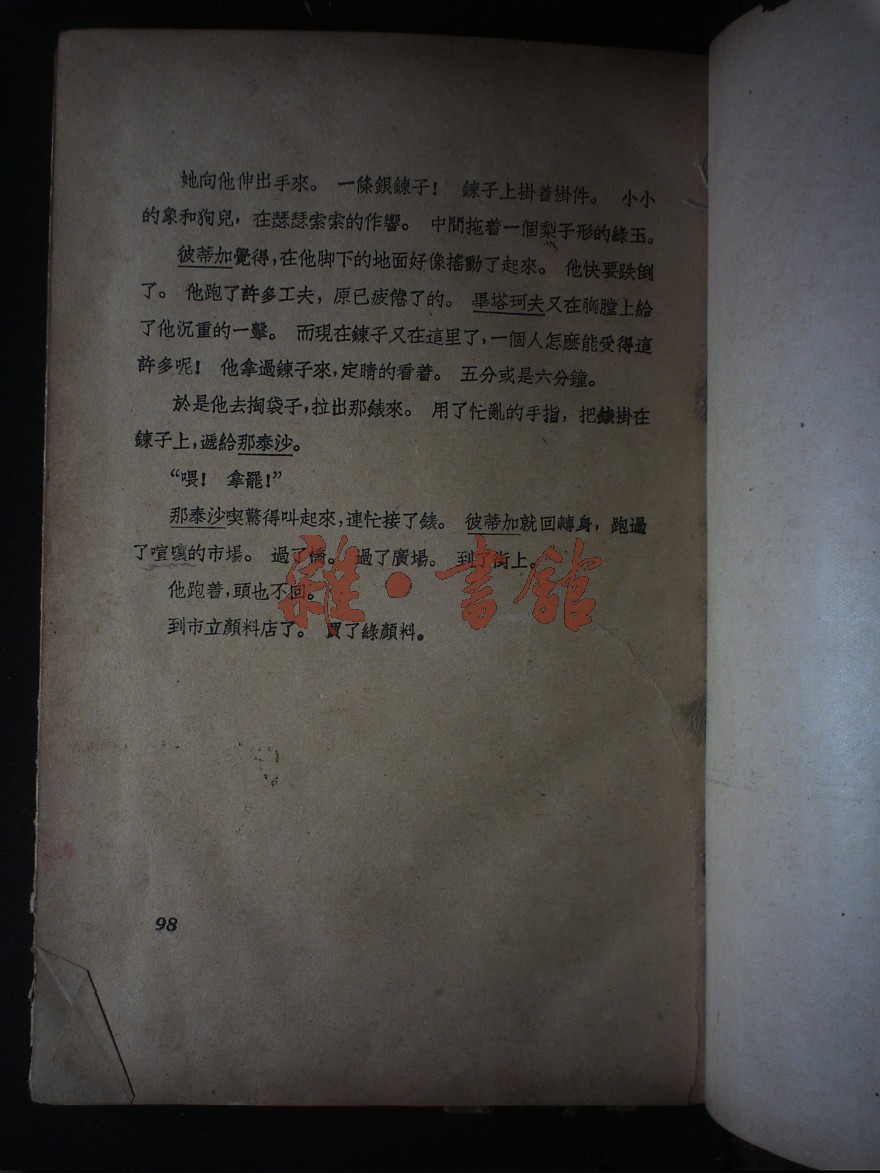 她向他伸出手來。 一條銀鍊子! 鍊子上掛着掛件。 小小
的象和狗兒，在瑟瑟索索的作響。 中間拖着一個梨子形的綠玉。
彼蒂加覺得，在他脚下的地面好像搖動了起來。 他快要跌倒
了。 他跑了許多工夫，原已疲倦了的。 畢塔珂夫又在胸膛上給
了他沉重的一擊。 而現在鍊子又在這里了，一個人怎麽能受得這
許多呢! 他拿過鍊子來，定睛的看着。 五分或是六分鐘。
於是他去掏袋子，拉出那錶來。 用了忙亂的手指，把錶掛在
鍊子上，遞給那泰沙。
“喂! 拿罷!”
那泰沙喫驚得叫起來，連忙接了錶。 彼蒂加就回轉身，跑過
了喧嚷的市場。 過了橋。 過了廣場。 到了街上。
他跑着，頭也不回。
到市立顏料店了。 買了綠顏料。
雜·書館
98